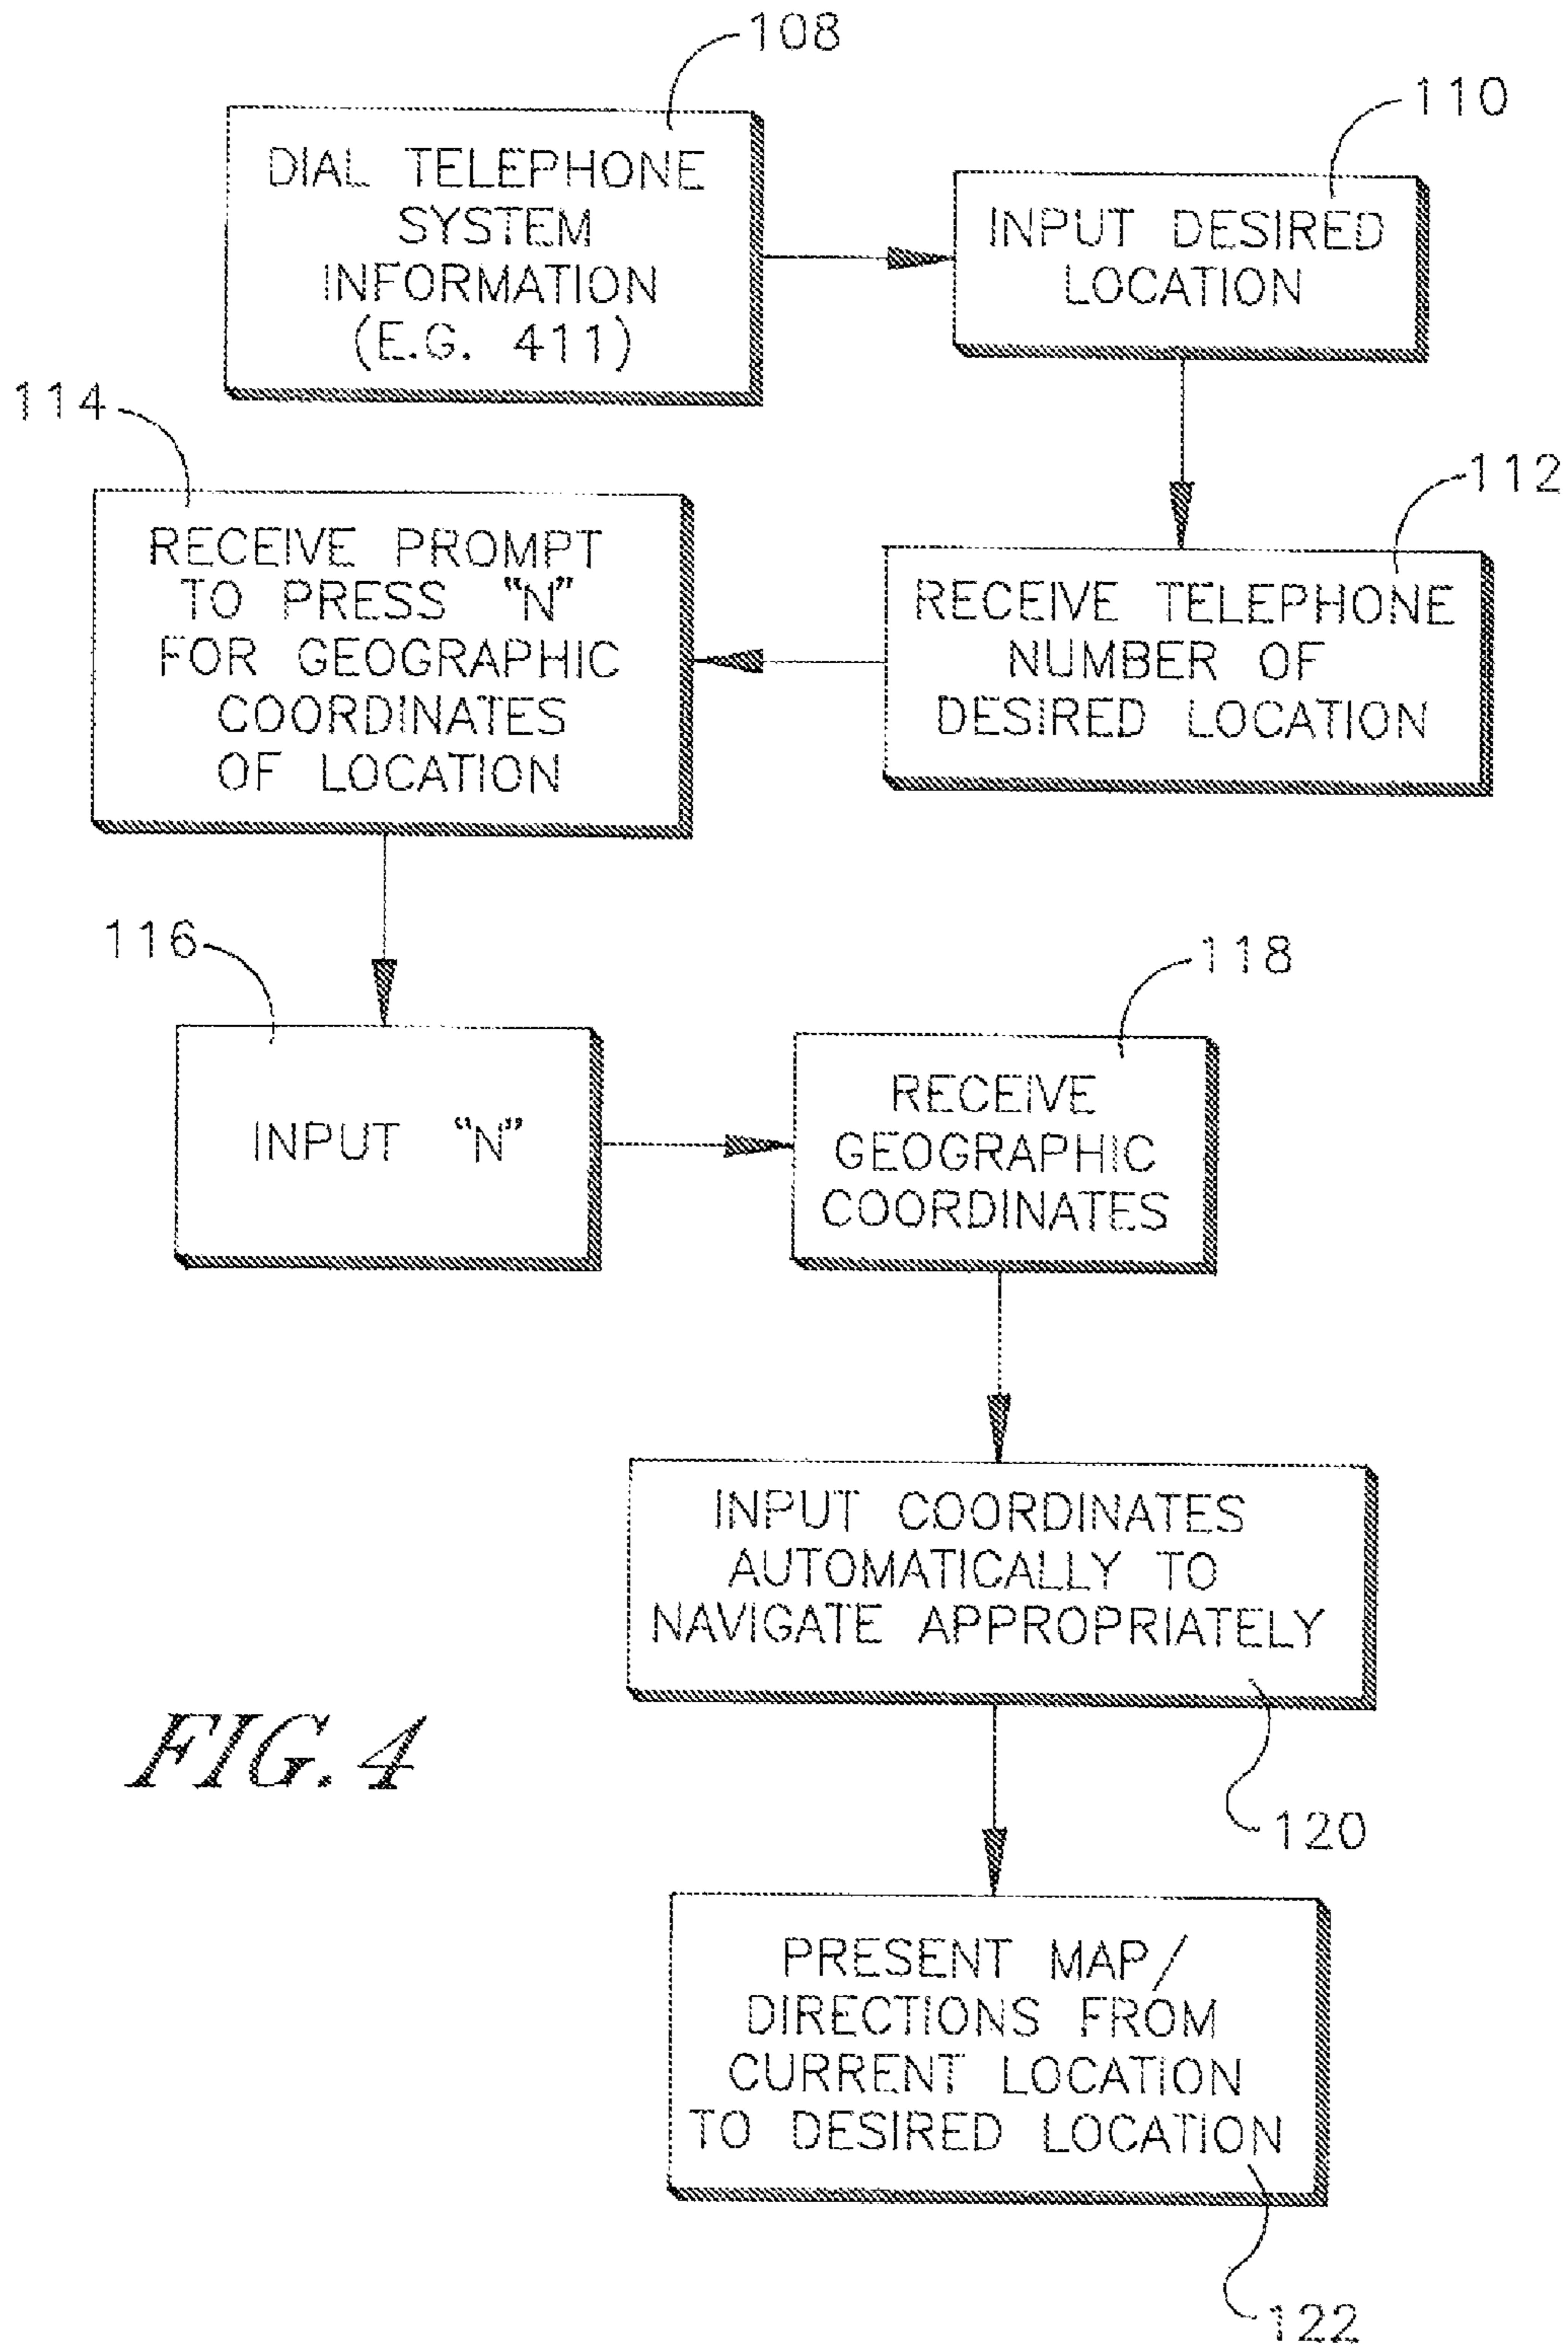 108
DIAL TELEPHONE
SYSTEM
INFORMATION
(E.G. 411)
110
INPUT DESIRED
LOCATION
112
RECEIVE TELEPHONE
NUMBER OF
DESIRED LOCATION
114
RECEIVE PROMPT
TO PRESS “N”
FOR GEOGRAPHIC
COORDINATES
OF LOCATION
116
INPUT “N”
118
RECEIVE
GEOGRAPHIC
COORDINATES
INPUT COORDINATES
AUTOMATICALLY TO
NAVIGATE APPROPRIATELY
120
FIG. 4
PRESENT MAP/
DIRECTIONS FROM
CURRENT LOCATION
TO DESIRED LOCATION
122